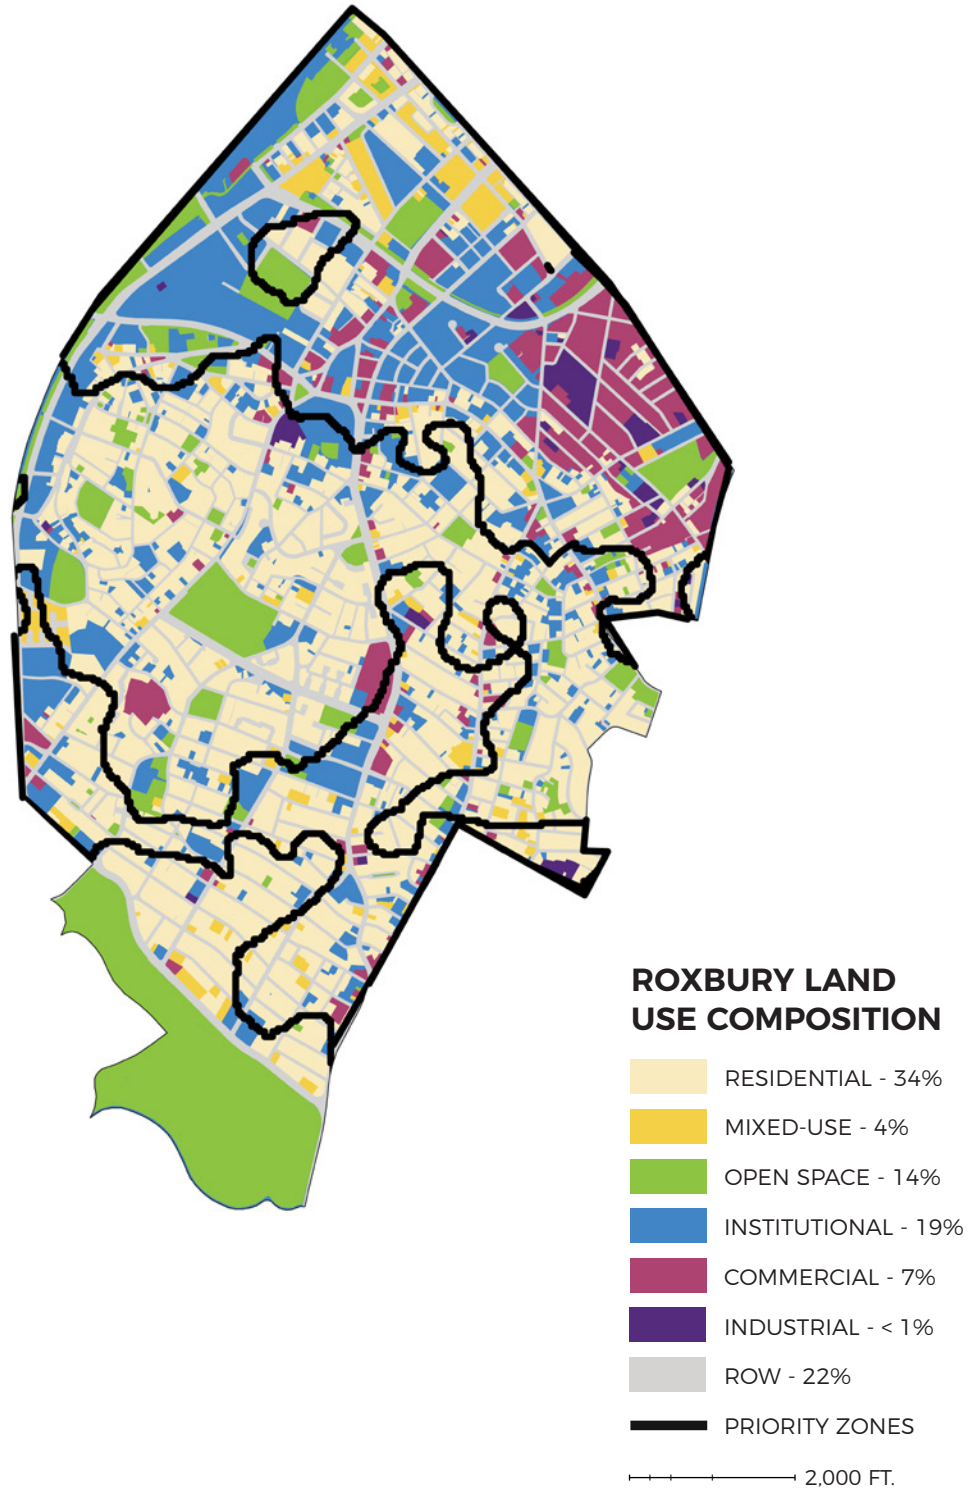 ROXBURY LAND
USE COMPOSITION
RESIDENTIAL - 34%
MIXED-USE - 4%
OPEN SPACE - 14%
INSTITUTIONAL - 19%
COMMERCIAL - 7%
INDUSTRIAL - < 1%
ROW - 22%
PRIORITY ZONES
2,000 FT.